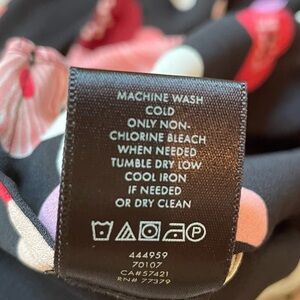 MACHINE WASH
COLD
ONLY NON-
CHLORINE BLEACH
WHEN NEEDED
TUMBLE DRY LOW
COOL IRON
IF NEEDED
OR DRY CLEAN
444959
70107
CA#57421
RN# 77379